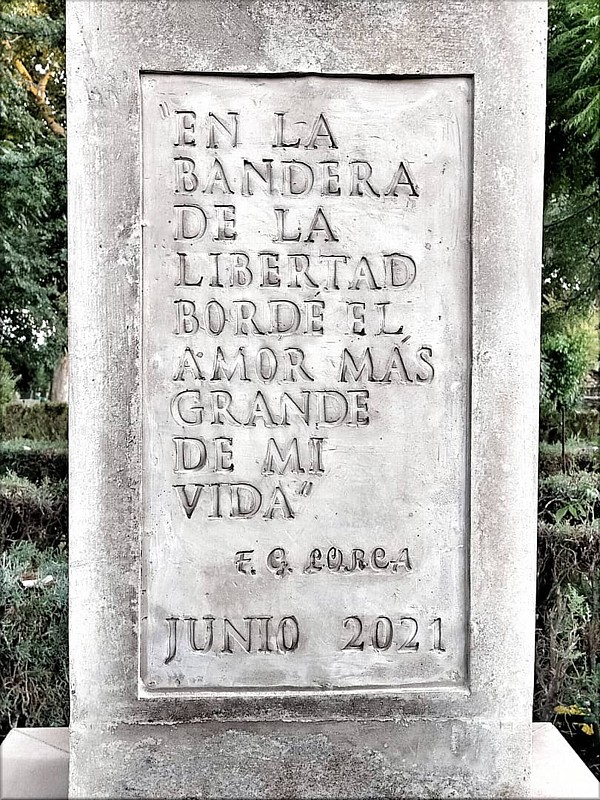 "EN LA
BANDERA
DE LA
LIBERTAD
BORDÉ EL
AMOR MÁS
GRANDE
DE MI
VIDA"
F. G. LORCA
JUNIO 2021